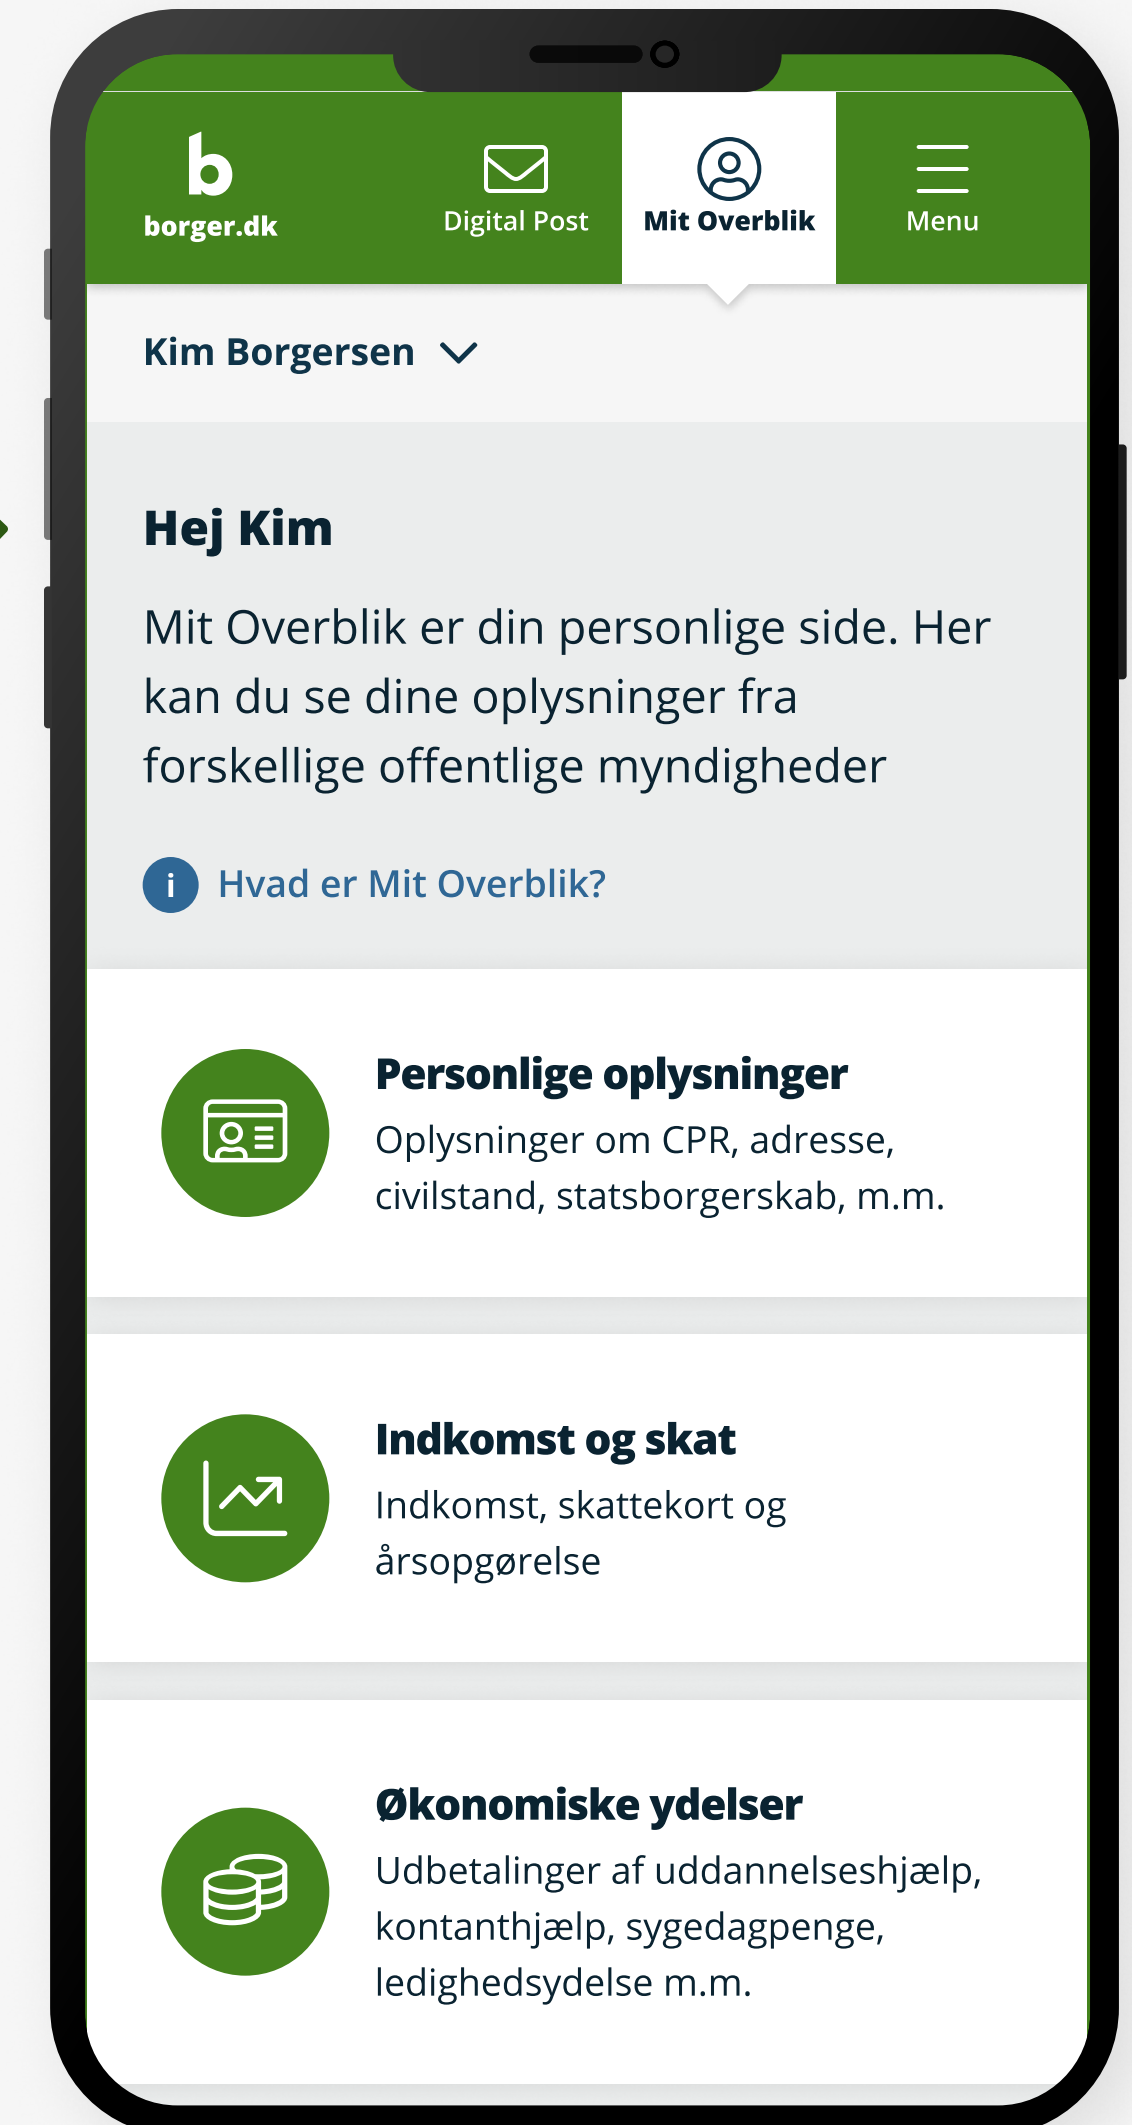 b
borger.dk
Digital Post
Mit Overblik
Menu
Kim Borgersen
Hej Kim
Mit Overblik er din personlige side. Her
kan du se dine oplysninger fra
forskellige offentlige myndigheder
i
Hvad er Mit Overblik?
Personlige oplysninger
Oplysninger om CPR, adresse,
civilstand, statsborgerskab, m.m.
Indkomst og skat
Indkomst, skattekort og
årsopgørelse
Økonomiske ydelser
Udbetalinger af uddannelseshjælp,
kontanthjælp, sygedagpenge,
ledighedsydelse m.m.